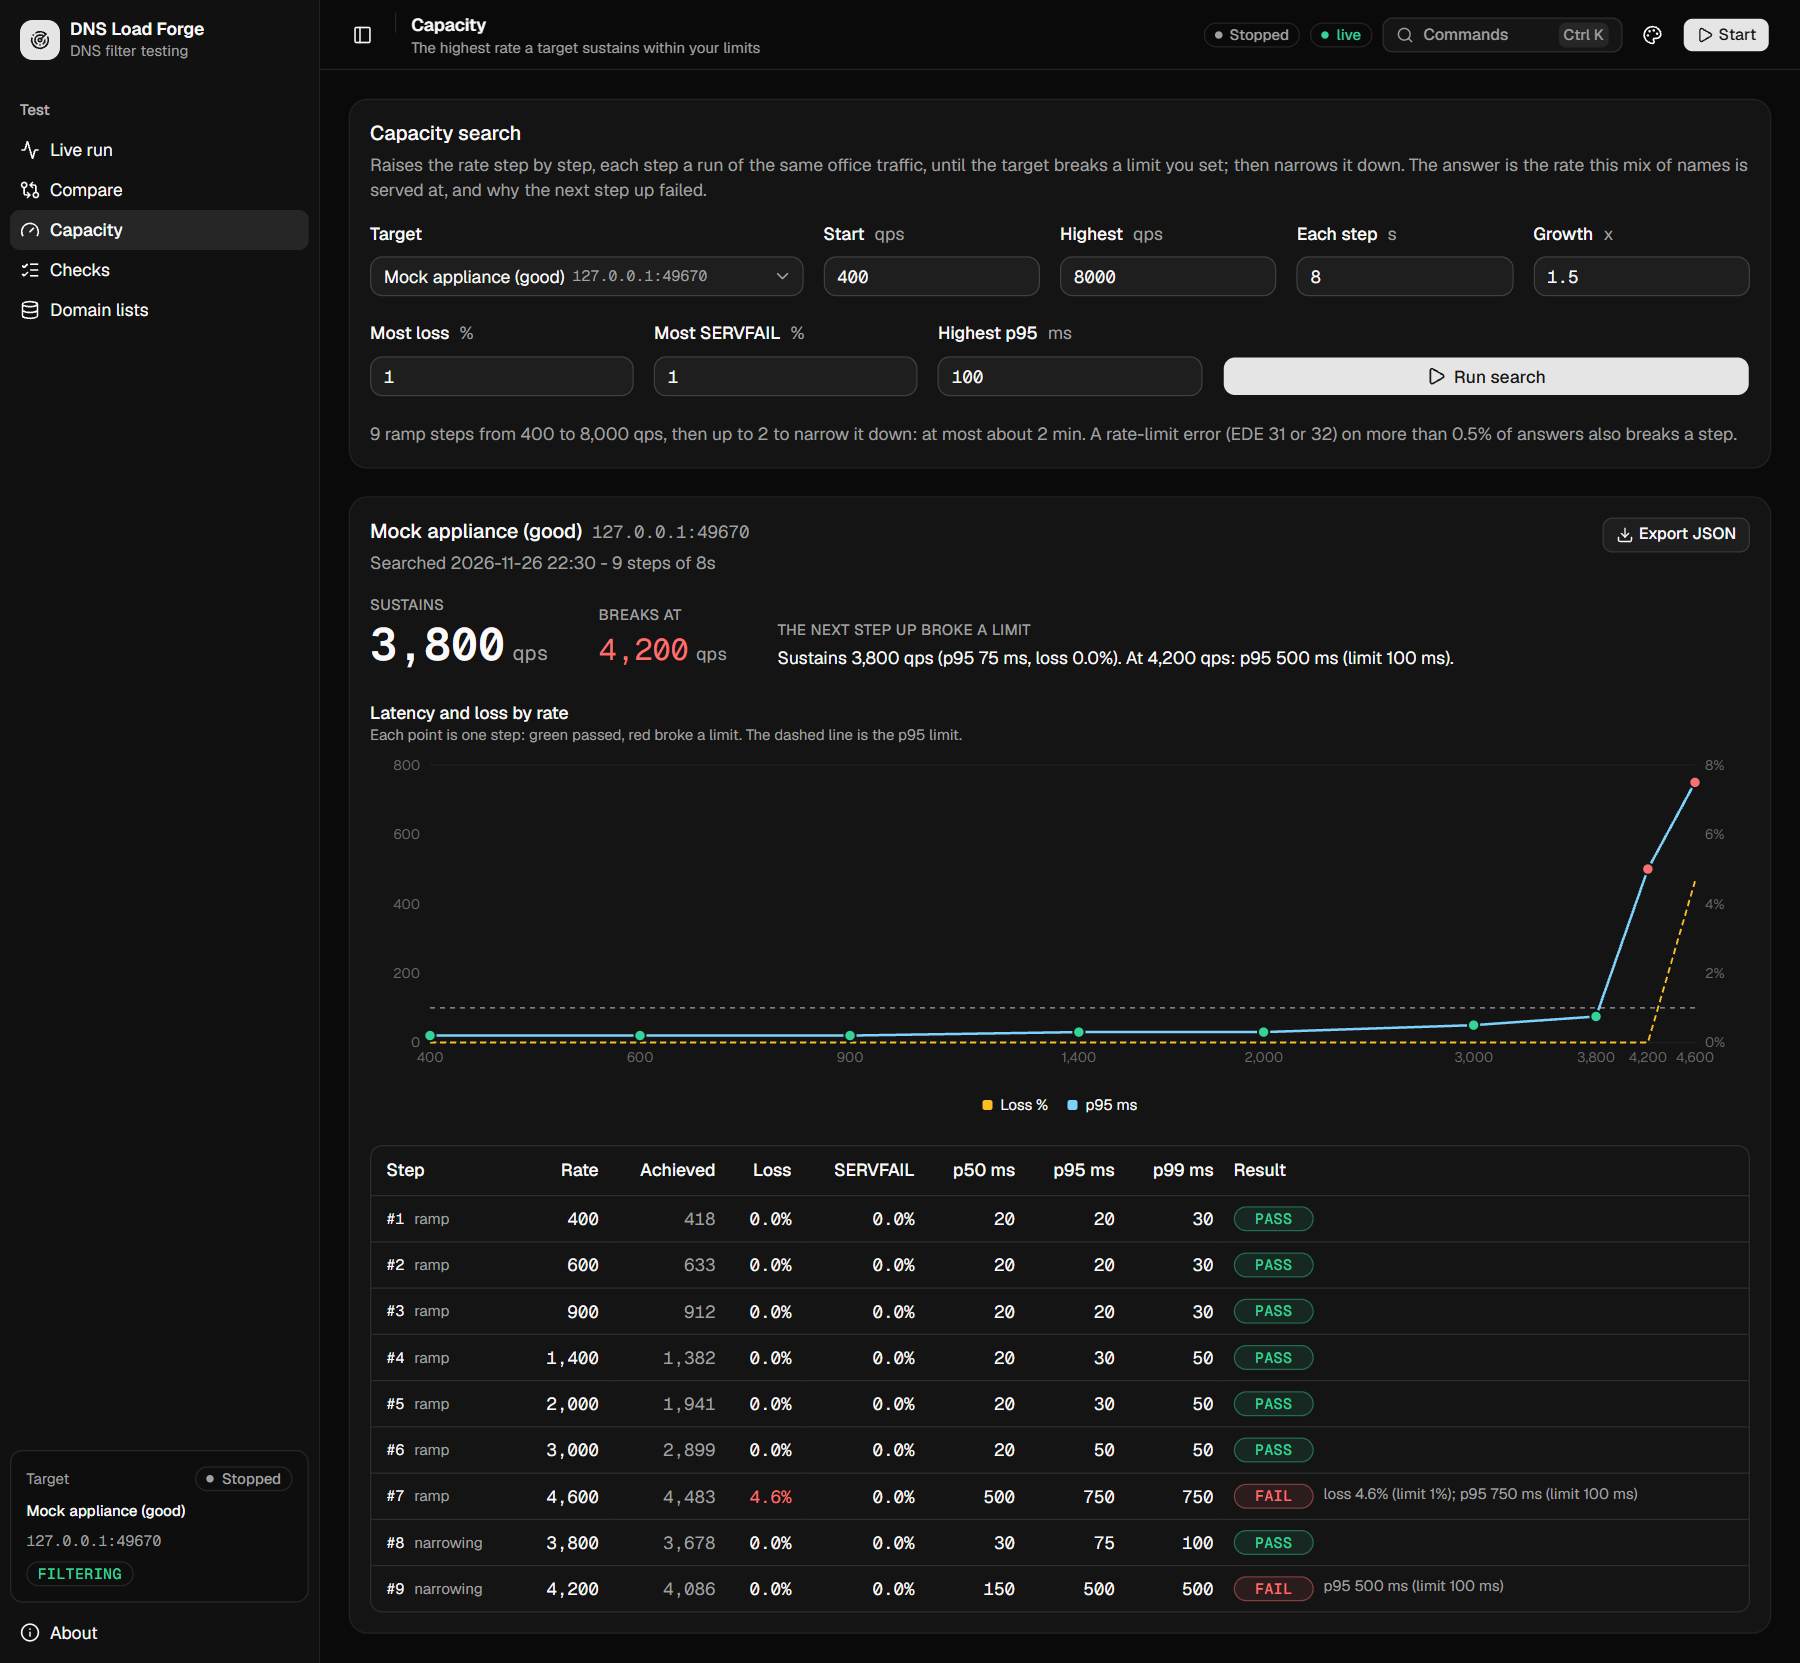 DNS Load Forge
DNS filter testing
Test
Live run
Compare
Capacity
Checks
Domain lists
Target
Stopped
Mock appliance (good)
127.0.0.1:49670
FILTERING
About
Capacity
The highest rate a target sustains within your limits
Stopped
live
Commands Ctrl K
Start
Capacity search
Raises the rate step by step, each step a run of the same office traffic, until the target breaks a limit you set; then narrows it down. The answer is the rate this mix of names is
served at, and why the next step up failed.
Target Start qps Highest qps Each step s Growth x
Mock appliance (good) 127.0.0.1:49670 400 8000 8 1.5
Most loss % Most SERVFAIL % Highest p95 ms
1 1 100 Run search
9 ramp steps from 400 to 8,000 qps, then up to 2 to narrow it down: at most about 2 min. A rate-limit error (EDE 31 or 32) on more than 0.5% of answers also breaks a step.
Mock appliance (good) 127.0.0.1:49670
Export JSON
Searched 2026-11-26 22:30 - 9 steps of 8s
SUSTAINS
3,800 qps
BREAKS AT
4,200 qps
THE NEXT STEP UP BROKE A LIMIT
Sustains 3,800 qps (p95 75 ms, loss 0.0%). At 4,200 qps: p95 500 ms (limit 100 ms).
Latency and loss by rate
Each point is one step: green passed, red broke a limit. The dashed line is the p95 limit.
800 8%
600 6%
400 4%
200 2%
0 0%
400 600 900 1,400 2,000 3,000 3,800 4,200 4,600
Loss % p95 ms
Step Rate Achieved Loss SERVFAIL p50 ms p95 ms p99 ms Result
#1 ramp 400 418 0.0% 0.0% 20 20 30 PASS
#2 ramp 600 633 0.0% 0.0% 20 20 30 PASS
#3 ramp 900 912 0.0% 0.0% 20 20 30 PASS
#4 ramp 1,400 1,382 0.0% 0.0% 20 30 50 PASS
#5 ramp 2,000 1,941 0.0% 0.0% 20 30 50 PASS
#6 ramp 3,000 2,899 0.0% 0.0% 20 50 50 PASS
#7 ramp 4,600 4,483 4.6% 0.0% 500 750 750 FAIL loss 4.6% (limit 1%); p95 750 ms (limit 100 ms)
#8 narrowing 3,800 3,678 0.0% 0.0% 30 75 100 PASS
#9 narrowing 4,200 4,086 0.0% 0.0% 150 500 500 FAIL p95 500 ms (limit 100 ms)